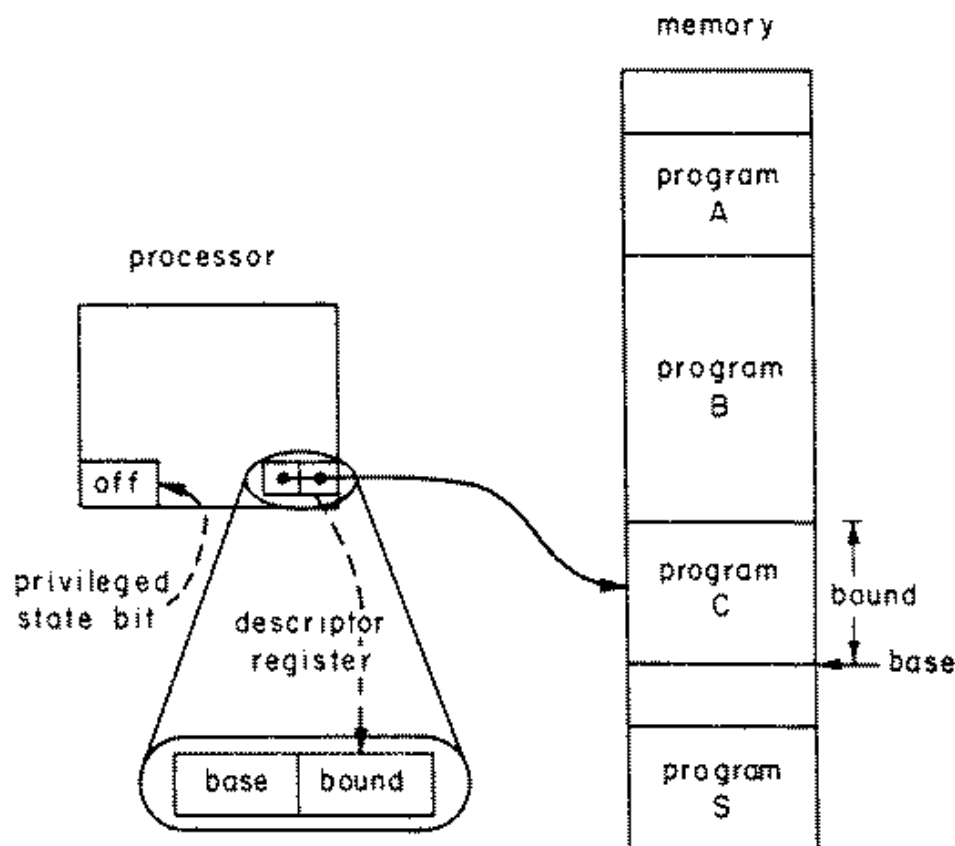 memory
program
A
processor
program
B
off
privileged
state bit
descriptor
register
program
C
bound
base
base
bound
program
S